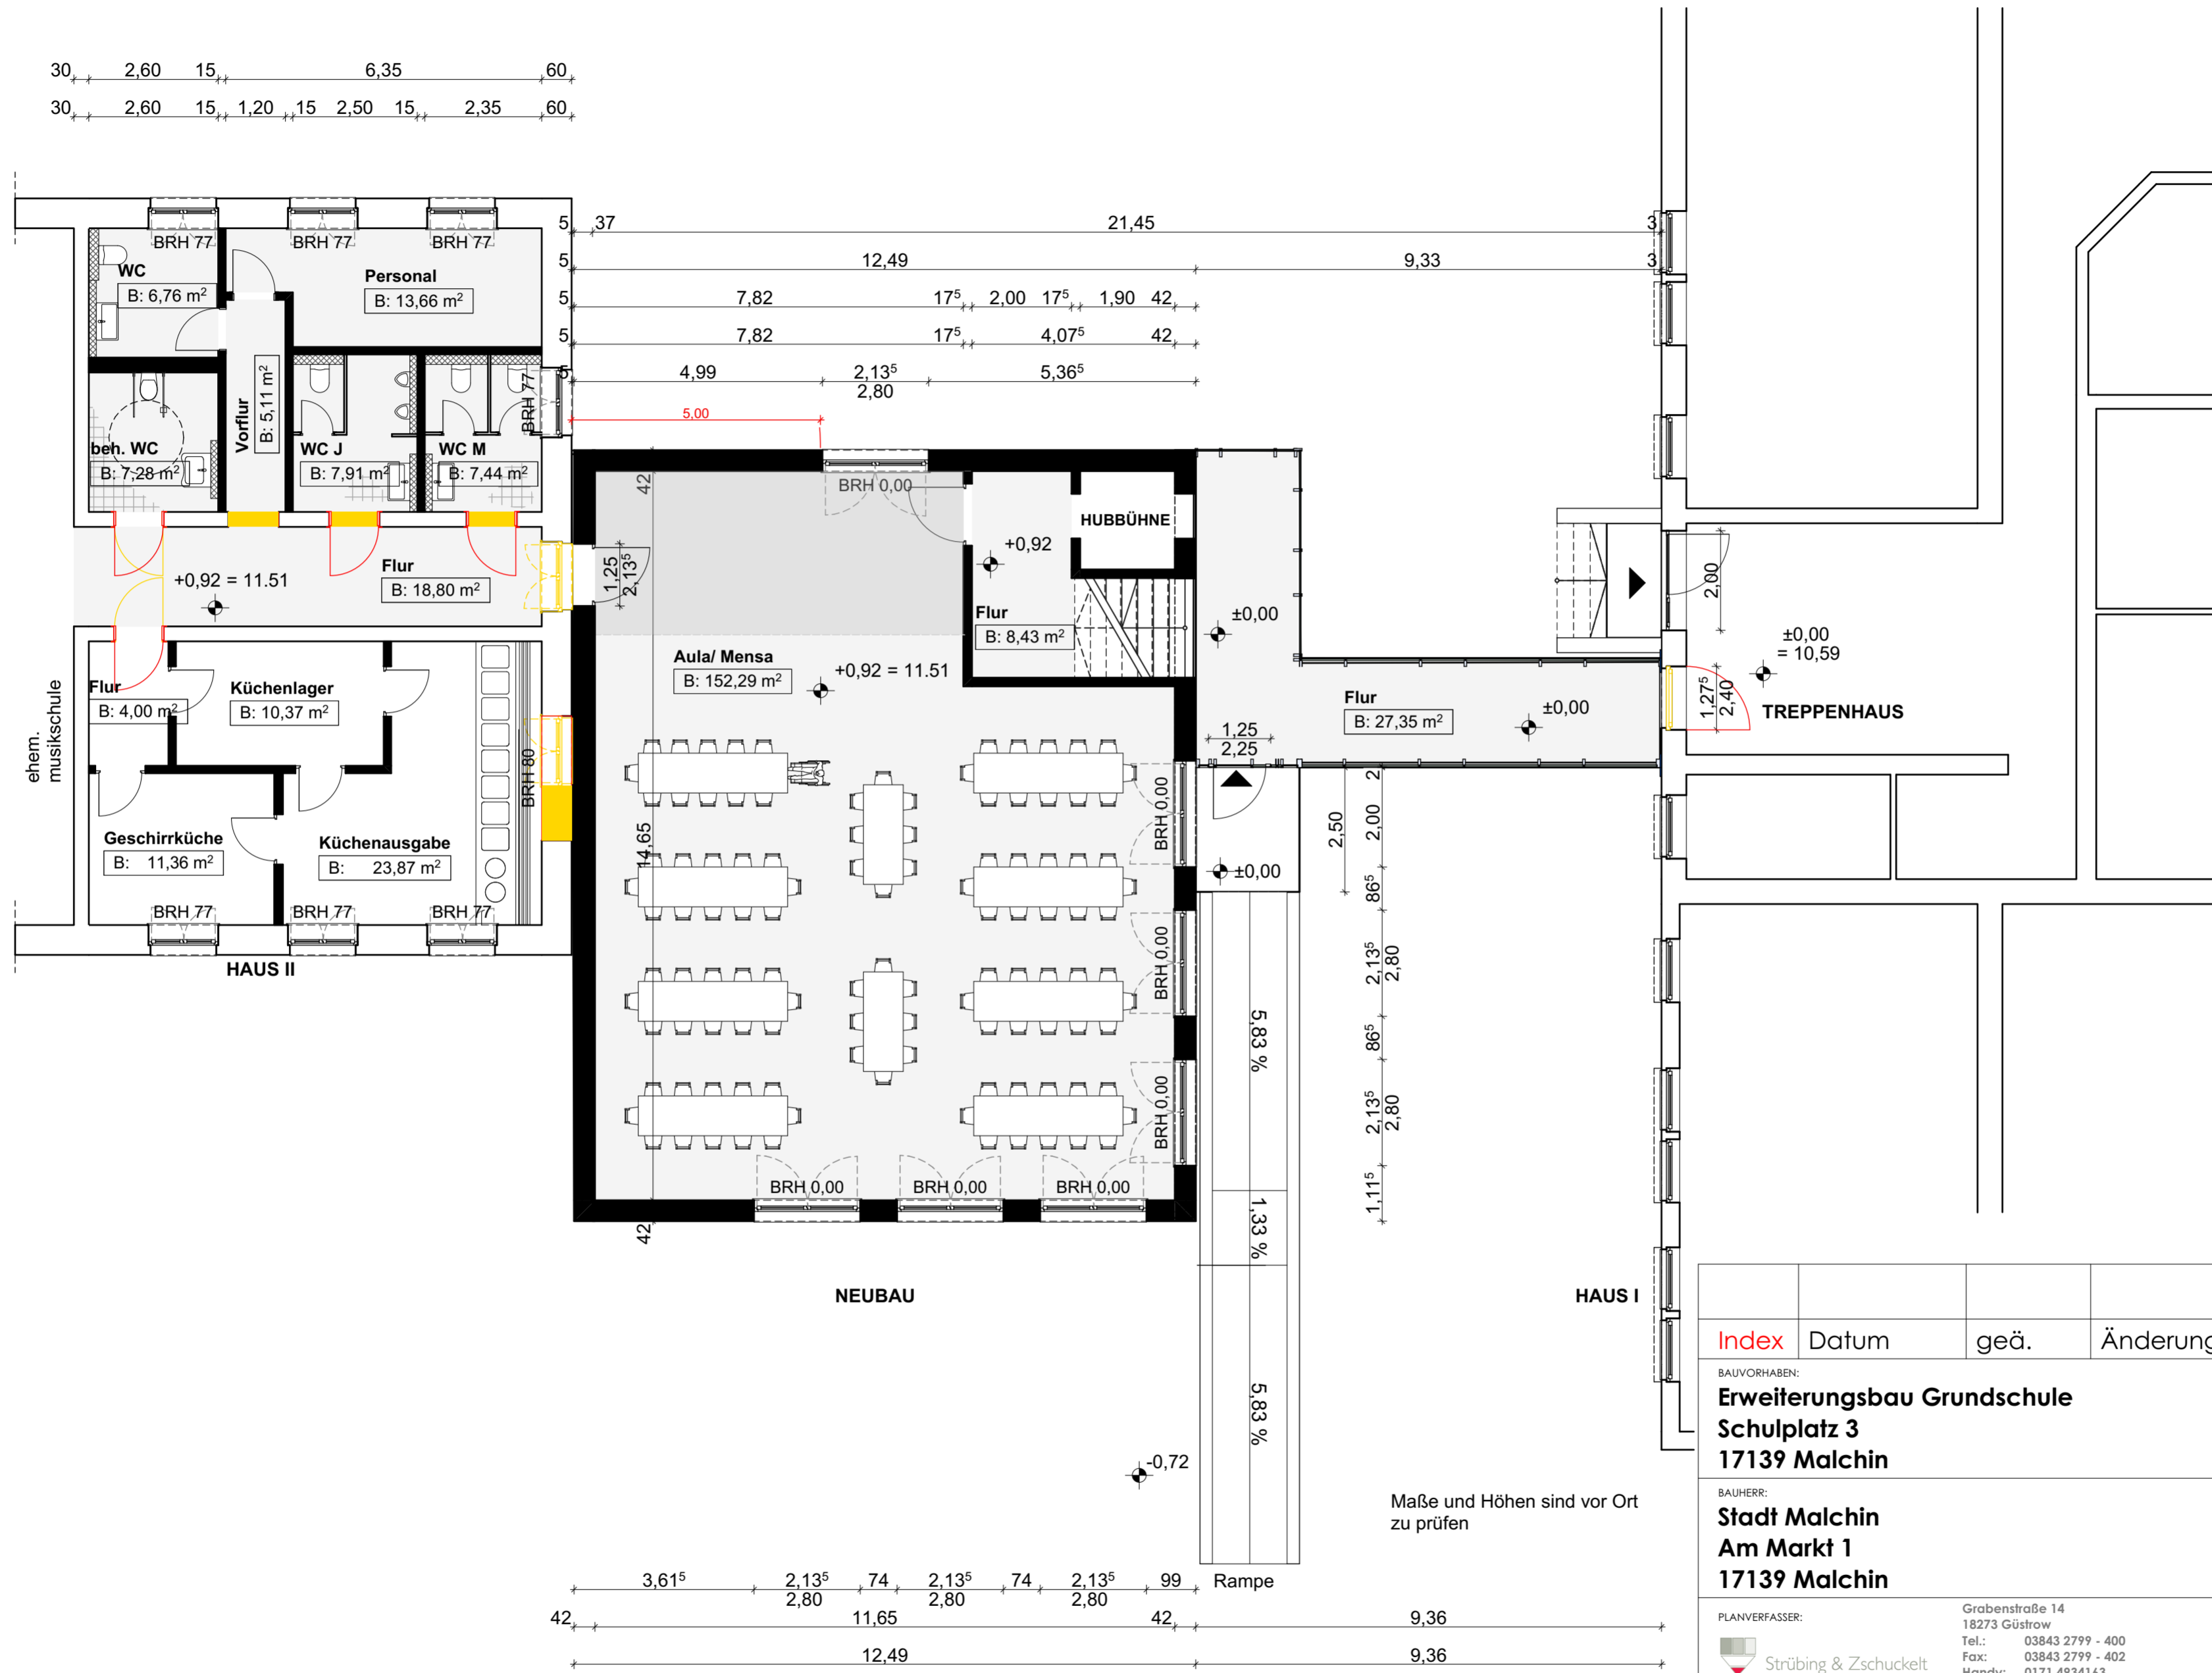 30 2,60 15 6,35 60
30 2,60 15 1,20 15 2,50 15 2,35 60
5 37 21,45 3
5 12,49 9,33 3
5 7,82 17⁵ 2,00 17⁵ 1,90 42
5 7,82 17⁵ 4,07⁵ 42
5 4,99 2,13⁵ 5,36⁵
2,80
5,00
BRH 77 BRH 77 BRH 77
WC
B: 6,76 m²
Personal
B: 13,66 m²
Vorflur
B: 5,11 m²
BRH 77
beh. WC
B: 7,28 m²
WC J
B: 7,91 m²
WC M
B: 7,44 m²
Flur
B: 18,80 m²
+0,92 = 11.51
1,25
2,13⁵
42
BRH 0,00
HUBBÜHNE
+0,92
Flur
B: 8,43 m²
±0,00
Aula/ Mensa
B: 152,29 m²
+0,92 = 11.51
ehem.
musikschule
Flur
B: 4,00 m²
Küchenlager
B: 10,37 m²
BRH 80
Geschirrküche
B: 11,36 m²
Küchenausgabe
B: 23,87 m²
BRH 77 BRH 77 BRH 77
HAUS II
14,65
42
Flur
B: 27,35 m²
±0,00
1,25
2,25
2,00
±0,00
= 10,59
1,27⁵
2,40
TREPPENHAUS
±0,00
2,50
2
2,00
86⁵
2,13⁵
2,80
86⁵
2,13⁵
2,80
1,11⁵
BRH 0,00
BRH 0,00
BRH 0,00
BRH 0,00 BRH 0,00 BRH 0,00
5,83 %
1,33 %
5,83 %
NEUBAU
HAUS I
-0,72
Maße und Höhen sind vor Ort
zu prüfen
Rampe
3,61⁵ 2,13⁵ 74 2,13⁵ 74 2,13⁵ 99
2,80 2,80 2,80
42 11,65 42 9,36
12,49 9,36
Index Datum geä. Änderung
BAUVORHABEN:
Erweiterungsbau Grundschule
Schulplatz 3
17139 Malchin
BAUHERR:
Stadt Malchin
Am Markt 1
17139 Malchin
PLANVERFASSER:
Strübing & Zschuckelt
Grabenstraße 14
18273 Güstrow
Tel.: 03843 2799 - 400
Fax: 03843 2799 - 402
Handy: 0171 4934163